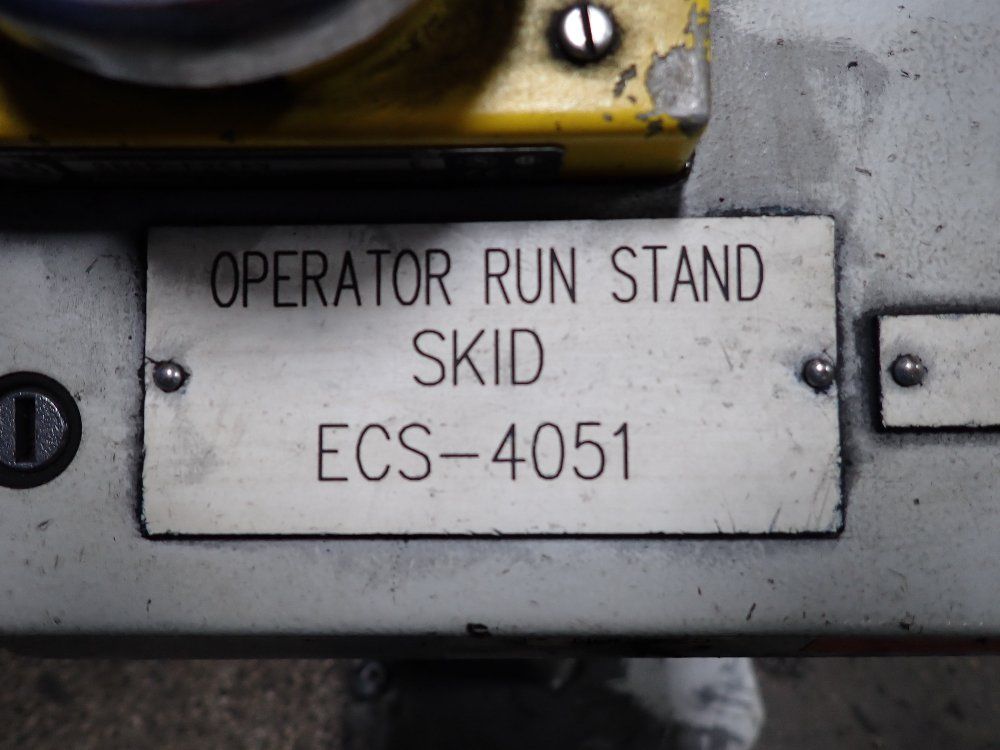 OPERATOR RUN STAND
SKID
ECS-4051